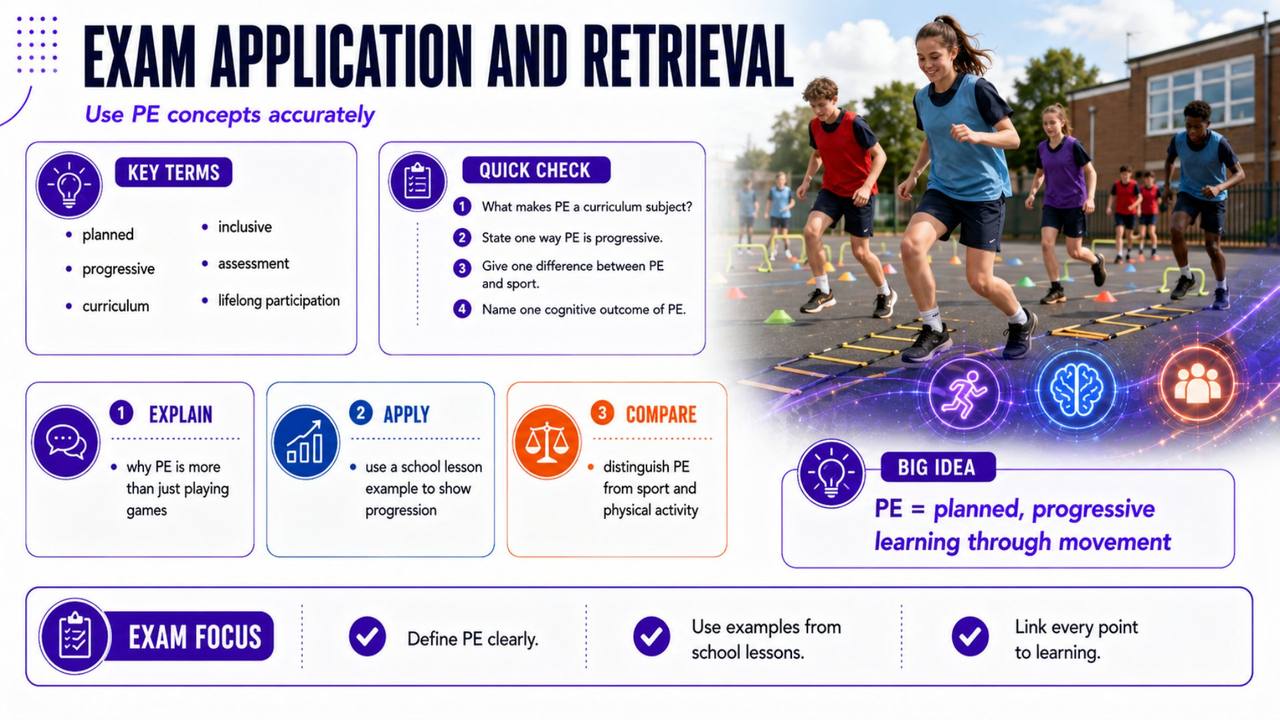 EXAM APPLICATION AND RETRIEVAL
Use PE concepts accurately
KEY TERMS
planned
progressive
curriculum
inclusive
assessment
lifelong participation
QUICK CHECK
1 What makes PE a curriculum subject?
2 State one way PE is progressive.
3 Give one difference between PE
and sport.
4 Name one cognitive outcome of PE.
1 EXPLAIN
why PE is more
than just playing
games
2 APPLY
use a school lesson
example to show
progression
3 COMPARE
distinguish PE
from sport and
physical activity
BIG IDEA
PE = planned, progressive
learning through movement
EXAM FOCUS
Define PE clearly.
Use examples from
school lessons.
Link every point
to learning.